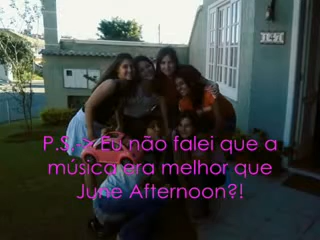 P.S.-> Eu não falei que a
música era melhor que
June Afternoon?!